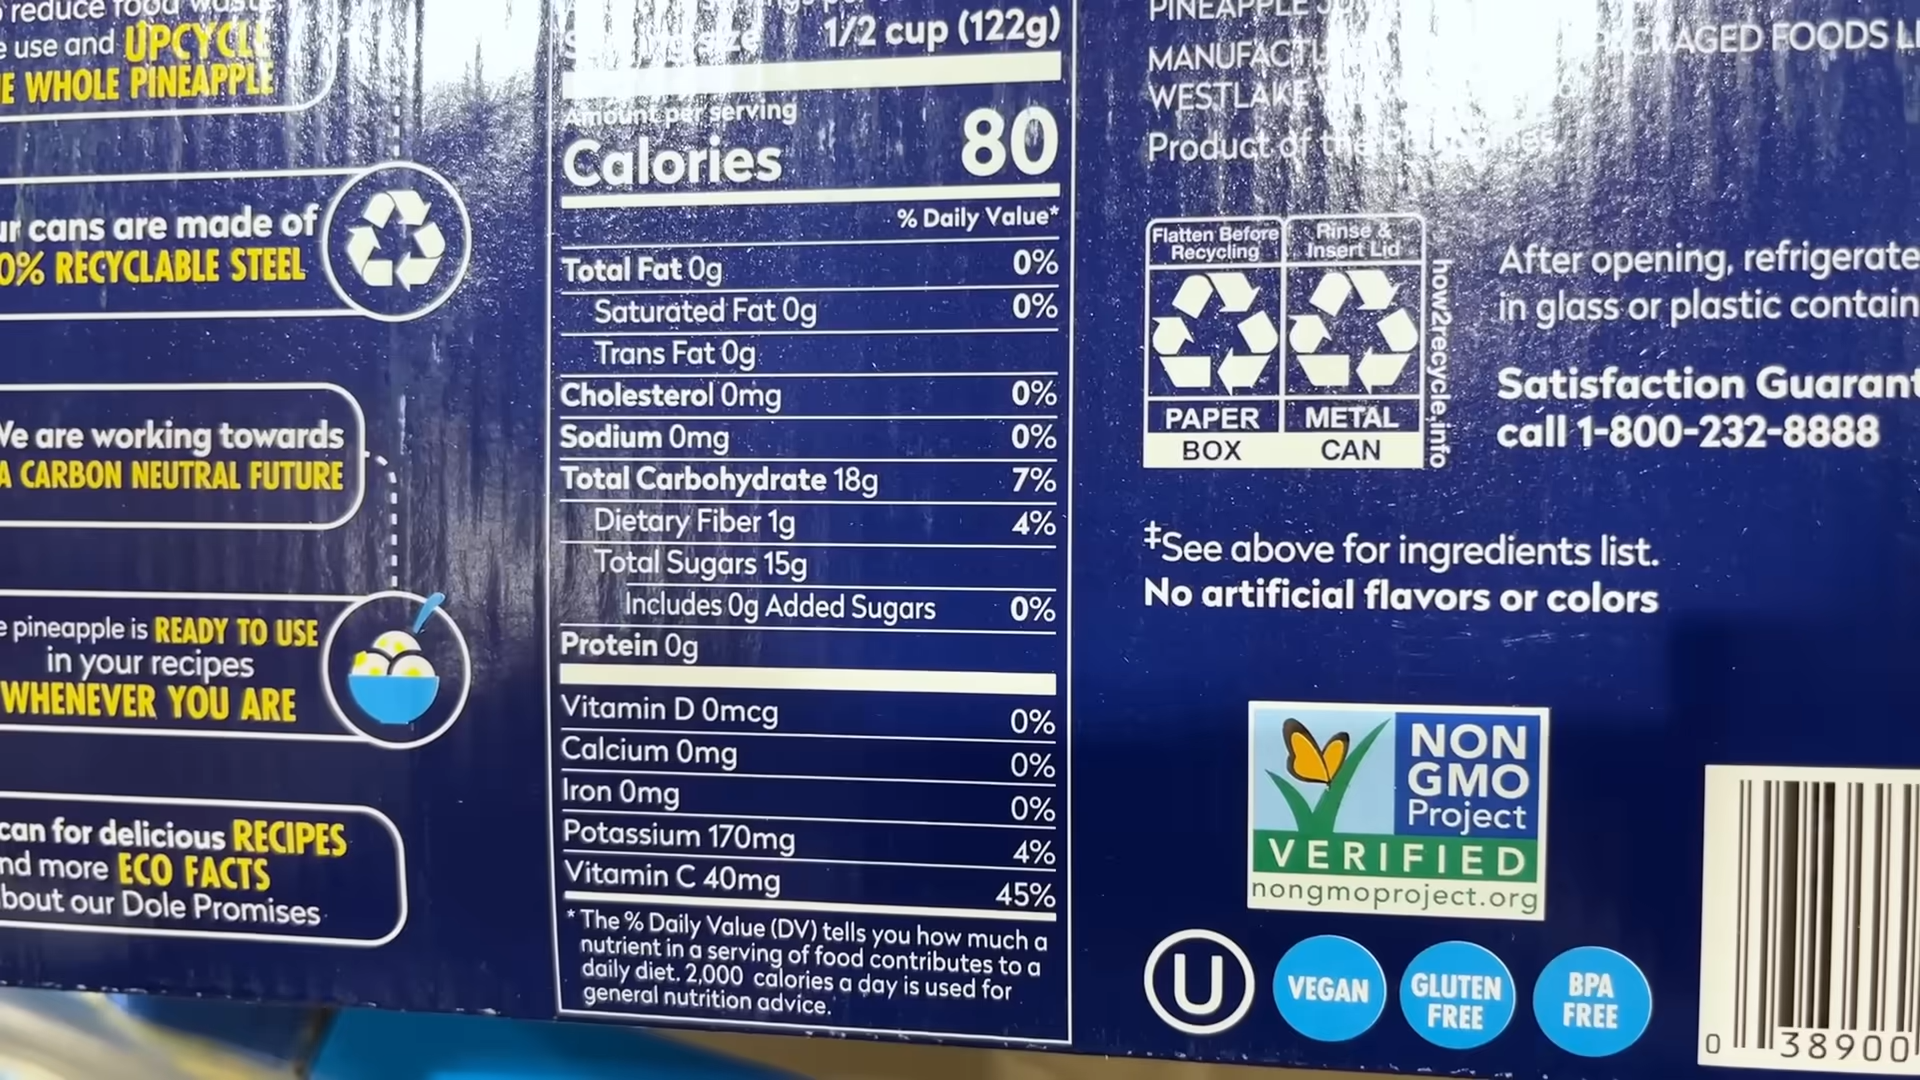 reduce food waste
use and UPCYCLE
WHOLE PINEAPPLE
cans are made of
RECYCLABLE STEEL
are working towards
A CARBON NEUTRAL FUTURE
pineapple is READY TO USE
in your recipes
WHENEVER YOU ARE
can for delicious RECIPES
more ECO FACTS
our Dole Promises
size 1/2 cup (122g)
Amount per serving
Calories 80
% Daily Value*
Total Fat 0g 0%
Saturated Fat 0g 0%
Trans Fat 0g
Cholesterol 0mg 0%
Sodium 0mg 0%
Total Carbohydrate 18g 7%
Dietary Fiber 1g 4%
Total Sugars 15g
Includes 0g Added Sugars 0%
Protein 0g
Vitamin D 0mcg 0%
Calcium 0mg 0%
Iron 0mg 0%
Potassium 170mg 4%
Vitamin C 40mg 45%
* The % Daily Value (DV) tells you how much a
nutrient in a serving of food contributes to a
daily diet. 2,000 calories a day is used for
general nutrition advice.
PINEAPPLE
PACKAGED FOODS
WESTLAKE
Product of the
Flatten Before
Recycling
Rinse &
Insert Lid
PAPER
BOX
METAL
CAN
how2recycle.info
After opening, refrigerate
in glass or plastic
Satisfaction
call 1-800-232-8888
‡See above for ingredients list.
No artificial flavors or colors
NON
GMO
Project
VERIFIED
nongmoproject.org
U
VEGAN
GLUTEN
FREE
BPA
FREE
0 38900